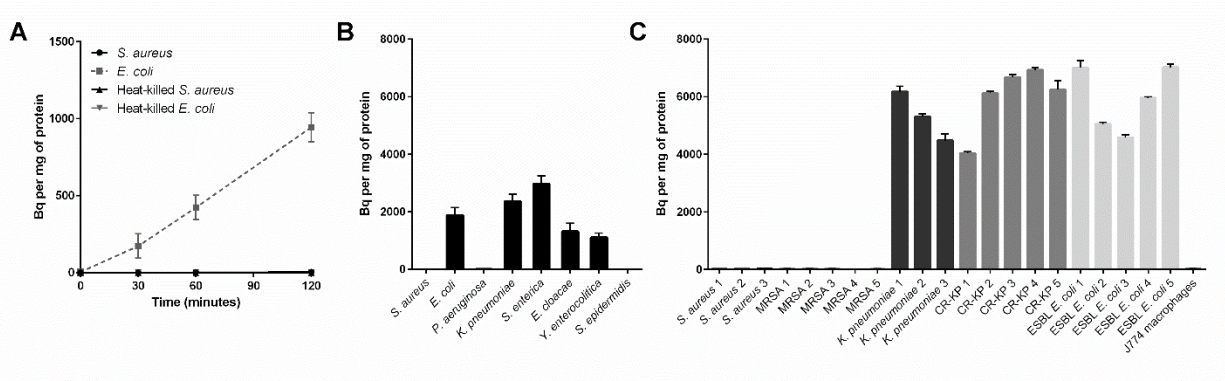 A
1500
1000
500
0
Bq per mg of protein
S. aureus
E. coli
Heat-killed S. aureus
Heat-killed E. coli
0
30
60
90
120
Time (minutes)
B
8000
6000
4000
2000
0
Bq per mg of protein
S. aureus
E. coli
P. aeruginosa
K. pneumoniae
S. enterica
E. cloacae
Y. enterocolitica
S. epidermidis
C
8000
6000
4000
2000
0
Bq per mg of protein
S. aureus 1
S. aureus 2
S. aureus 3
MRSA 1
MRSA 2
MRSA 3
MRSA 4
MRSA 5
K. pneumoniae 1
K. pneumoniae 2
K. pneumoniae 3
CR-KP 1
CR-KP 2
CR-KP 3
CR-KP 4
CR-KP 5
ESBL E. coli 1
ESBL E. coli 2
ESBL E. coli 3
ESBL E. coli 4
ESBL E. coli 5
J774 macrophages